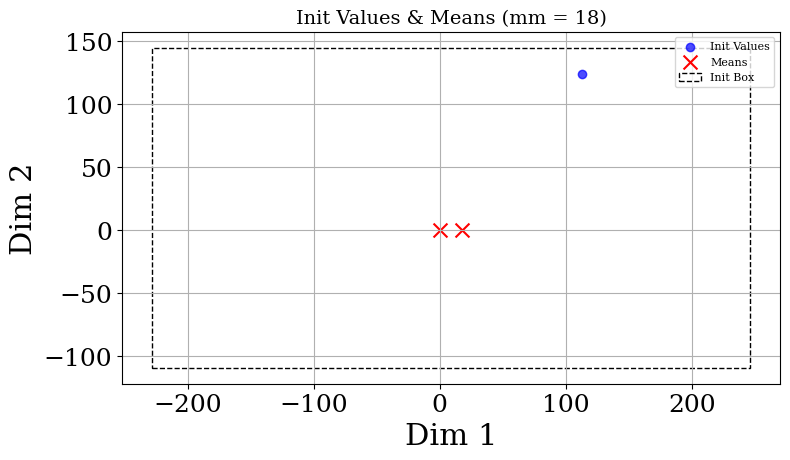 Init Values & Means (mm = 18)
Init Values
Means
Init Box
Dim 2
150
100
50
0
−50
−100
−200
−100
0
100
200
Dim 1